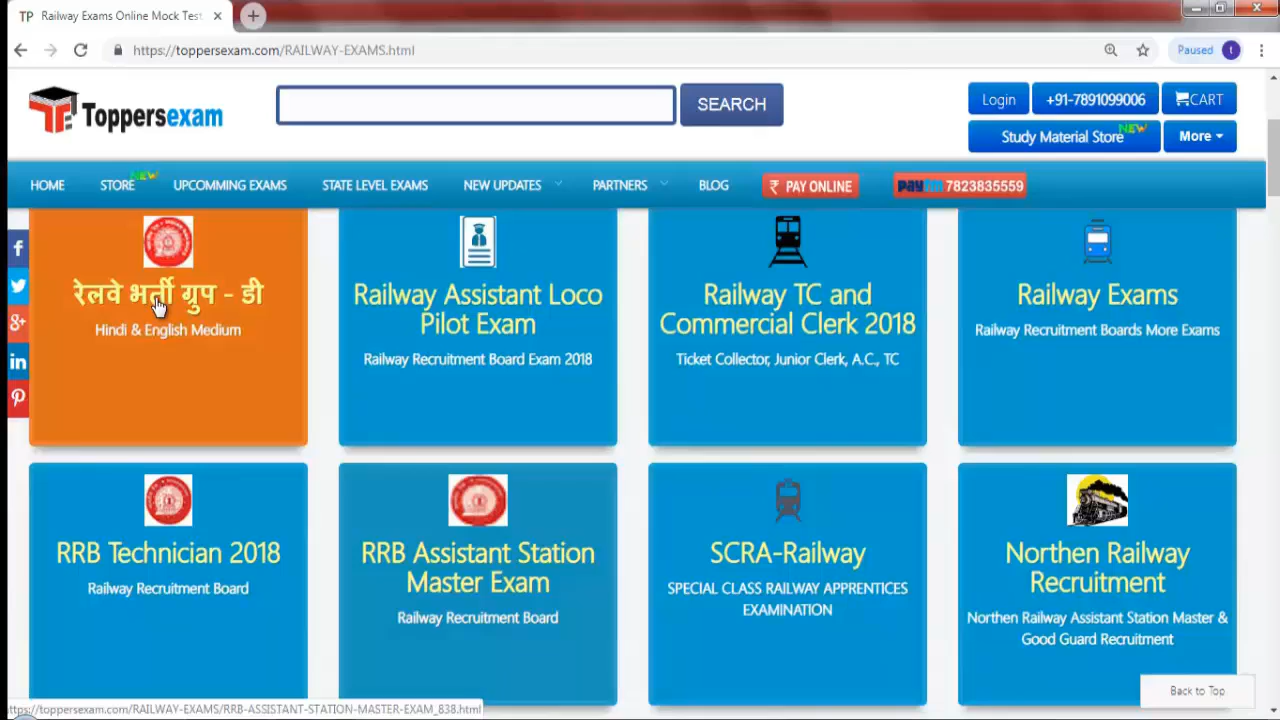 TP Railway Exams Online Mock Test
https://toppersexam.com/RAILWAY-EXAMS.html
Paused t
Toppersexam
SEARCH
Login +91-7891099006 CART
Study Material Store NEW More
HOME STORE NEW UPCOMMING EXAMS STATE LEVEL EXAMS NEW UPDATES PARTNERS BLOG ₹ PAY ONLINE paytm 7823835559
रेलवे भर्ती ग्रुप - डी
Hindi & English Medium
Railway Assistant Loco
Pilot Exam
Railway Recruitment Board Exam 2018
Railway TC and
Commercial Clerk 2018
Ticket Collector, Junior Clerk, A.C., TC
Railway Exams
Railway Recruitment Boards More Exams
RRB Technician 2018
Railway Recruitment Board
RRB Assistant Station
Master Exam
Railway Recruitment Board
SCRA-Railway
SPECIAL CLASS RAILWAY APPRENTICES
EXAMINATION
Northen Railway
Recruitment
Northen Railway Assistant Station Master &
Good Guard Recruitment
Back to Top
https://toppersexam.com/RAILWAY-EXAMS/RRB-ASSISTANT-STATION-MASTER-EXAM_838.html